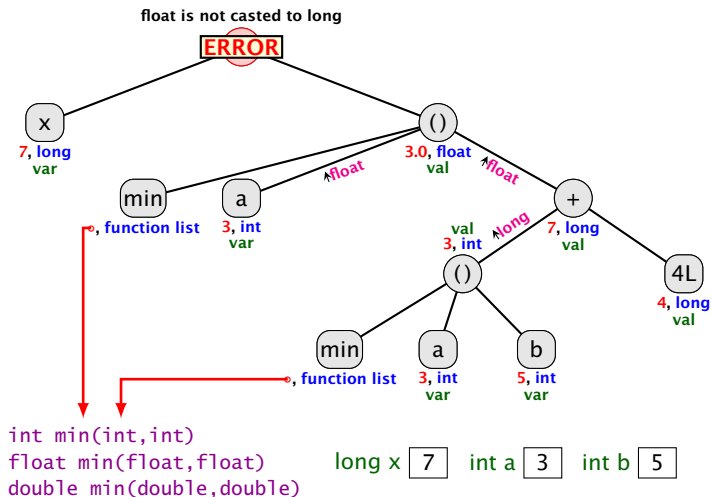 float is not casted to long
ERROR
x
7, long
var
()
3.0, float
val
float
float
min
, function list
a
3, int
var
+
7, long
val
long
val
3, int
()
4L
4, long
val
min
, function list
a
3, int
var
b
5, int
var
int min(int,int)
float min(float,float)
double min(double,double)
long x 7 int a 3 int b 5